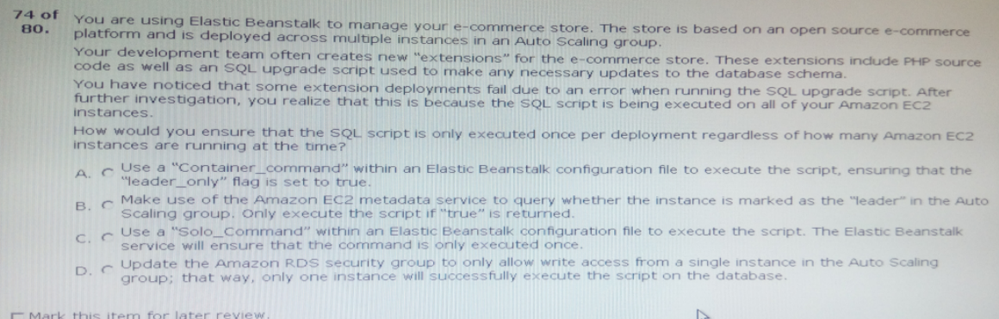 74 of
80.
You are using Elastic Beanstalk to manage your e-commerce store. The store is based on an open source e-commerce
platform and is deployed across multiple instances in an Auto Scaling group.
Your development team often creates new "extensions" for the e-commerce store. These extensions include PHP source
code as well as an SQL upgrade script used to make any necessary updates to the database schema.
You have noticed that some extension deployments fail due to an error when running the SQL upgrade script. After
further investigation, you realize that this is because the SQL script is being executed on all of your Amazon EC2
instances.
How would you ensure that the SQL script is only executed once per deployment regardless of how many Amazon EC2
instances are running at the time?
A. Use a "Container_command" within an Elastic Beanstalk configuration file to execute the script, ensuring that the
"leader_only" flag is set to true.
B. Make use of the Amazon EC2 metadata service to query whether the instance is marked as the "leader" in the Auto
Scaling group. Only execute the script if "true" is returned.
C. Use a "Solo_Command" within an Elastic Beanstalk configuration file to execute the script. The Elastic Beanstalk
service will ensure that the command is only executed once.
D. Update the Amazon RDS security group to only allow write access from a single instance in the Auto Scaling
group; that way, only one instance will successfully execute the script on the database.
Mark this item for later review.